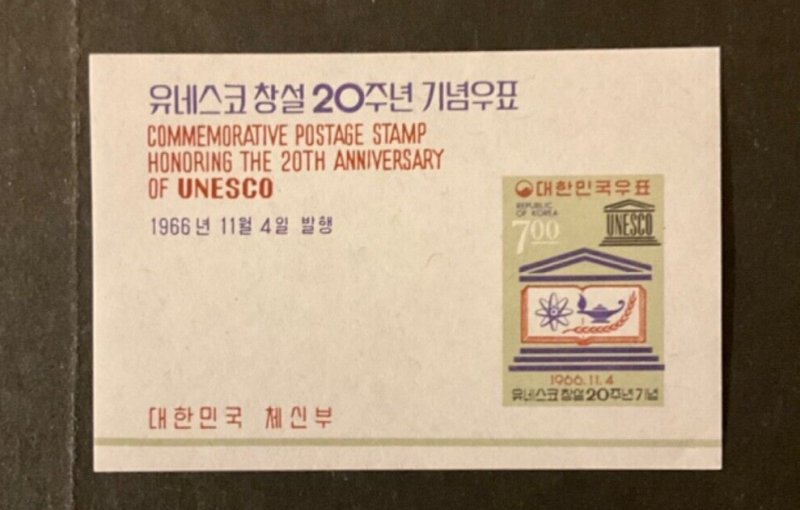 유네스코 창설 20주년 기념우표
COMMEMORATIVE POSTAGE STAMP
HONORING THE 20TH ANNIVERSARY
OF UNESCO
1966년 11월 4일 발행
대한민국우표
REPUBLIC
OF KOREA
UNESCO
7.00
1966.11.4
유네스코창설20주년기념
대한민국 체신부